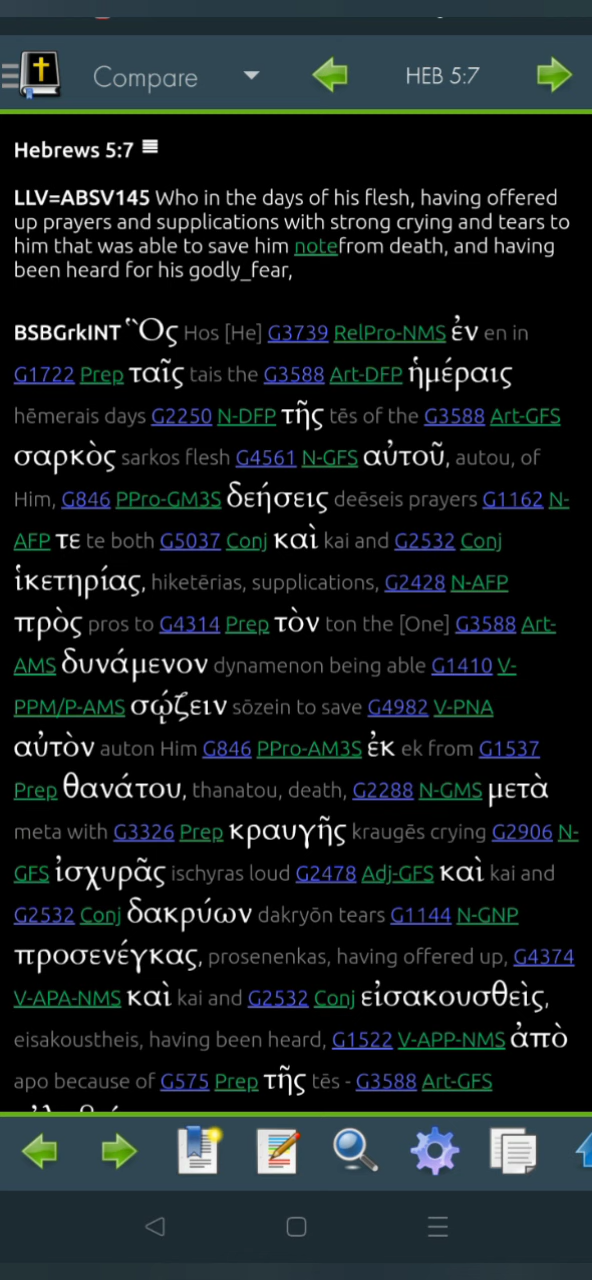 Compare
HEB 5:7
Hebrews 5:7
LLV=ABSV145 Who in the days of his flesh, having offered
up prayers and supplications with strong crying and tears to
him that was able to save him notefrom death, and having
been heard for his godly_fear,
BSBGrkINT Ὃς Hos [He] G3739 RelPro-NMS ἐν en in
G1722 Prep ταῖς tais the G3588 Art-DFP ἡμέραις
hēmerais days G2250 N-DFP τῆς tēs of the G3588 Art-GFS
σαρκὸς sarkos flesh G4561 N-GFS αὐτοῦ, autou, of
Him, G846 PPro-GM3S δεήσεις deēseis prayers G1162 N-
AFP τε te both G5037 Conj καὶ kai and G2532 Conj
ἱκετηρίας, hiketērias, supplications, G2428 N-AFP
πρὸς pros to G4314 Prep τὸν ton the [One] G3588 Art-
AMS δυνάμενον dynamenon being able G1410 V-
PPM/P-AMS σῴζειν sōzein to save G4982 V-PNA
αὐτὸν auton Him G846 PPro-AM3S ἐκ ek from G1537
Prep θανάτου, thanatou, death, G2288 N-GMS μετὰ
meta with G3326 Prep κραυγῆς kraugēs crying G2906 N-
GFS ἰσχυρᾶς ischyras loud G2478 Adj-GFS καὶ kai and
G2532 Conj δακρύων dakryōn tears G1144 N-GNP
προσενέγκας, prosenenkas, having offered up, G4374
V-APA-NMS καὶ kai and G2532 Conj εἰσακουσθεὶς,
eisakoustheis, having been heard, G1522 V-APP-NMS ἀπὸ
apo because of G575 Prep τῆς tēs - G3588 Art-GFS